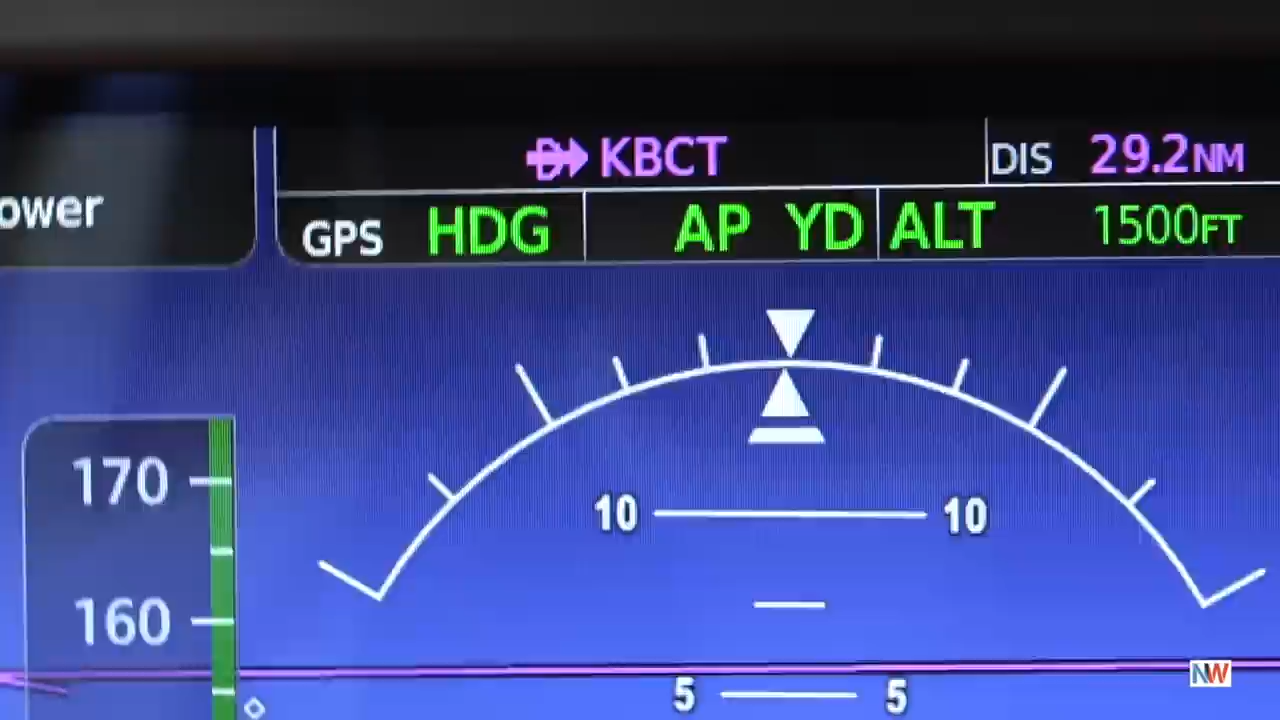 KBCT DIS 29.2NM
ower
GPS HDG AP YD ALT 1500FT
170
10 10
160
5 5
NW